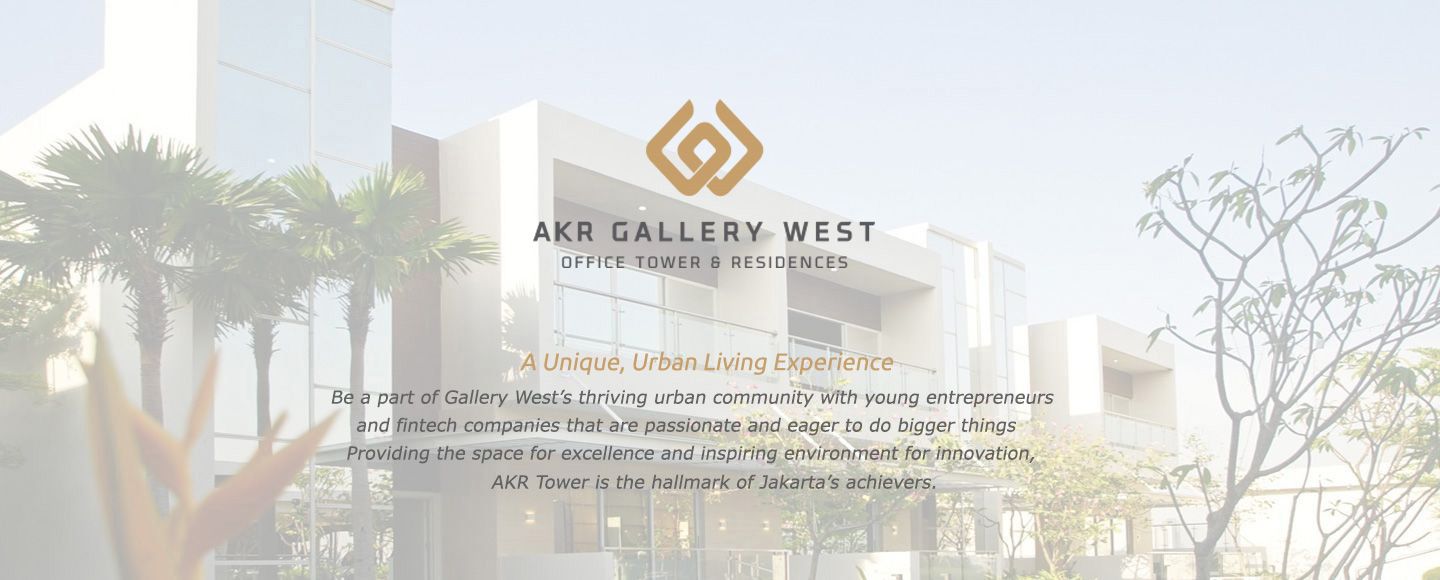 AKR GALLERY WEST
OFFICE TOWER & RESIDENCES
A Unique, Urban Living Experience
Be a part of Gallery West’s thriving urban community with young entrepreneurs
and fintech companies that are passionate and eager to do bigger things
Providing the space for excellence and inspiring environment for innovation,
AKR Tower is the hallmark of Jakarta’s achievers.